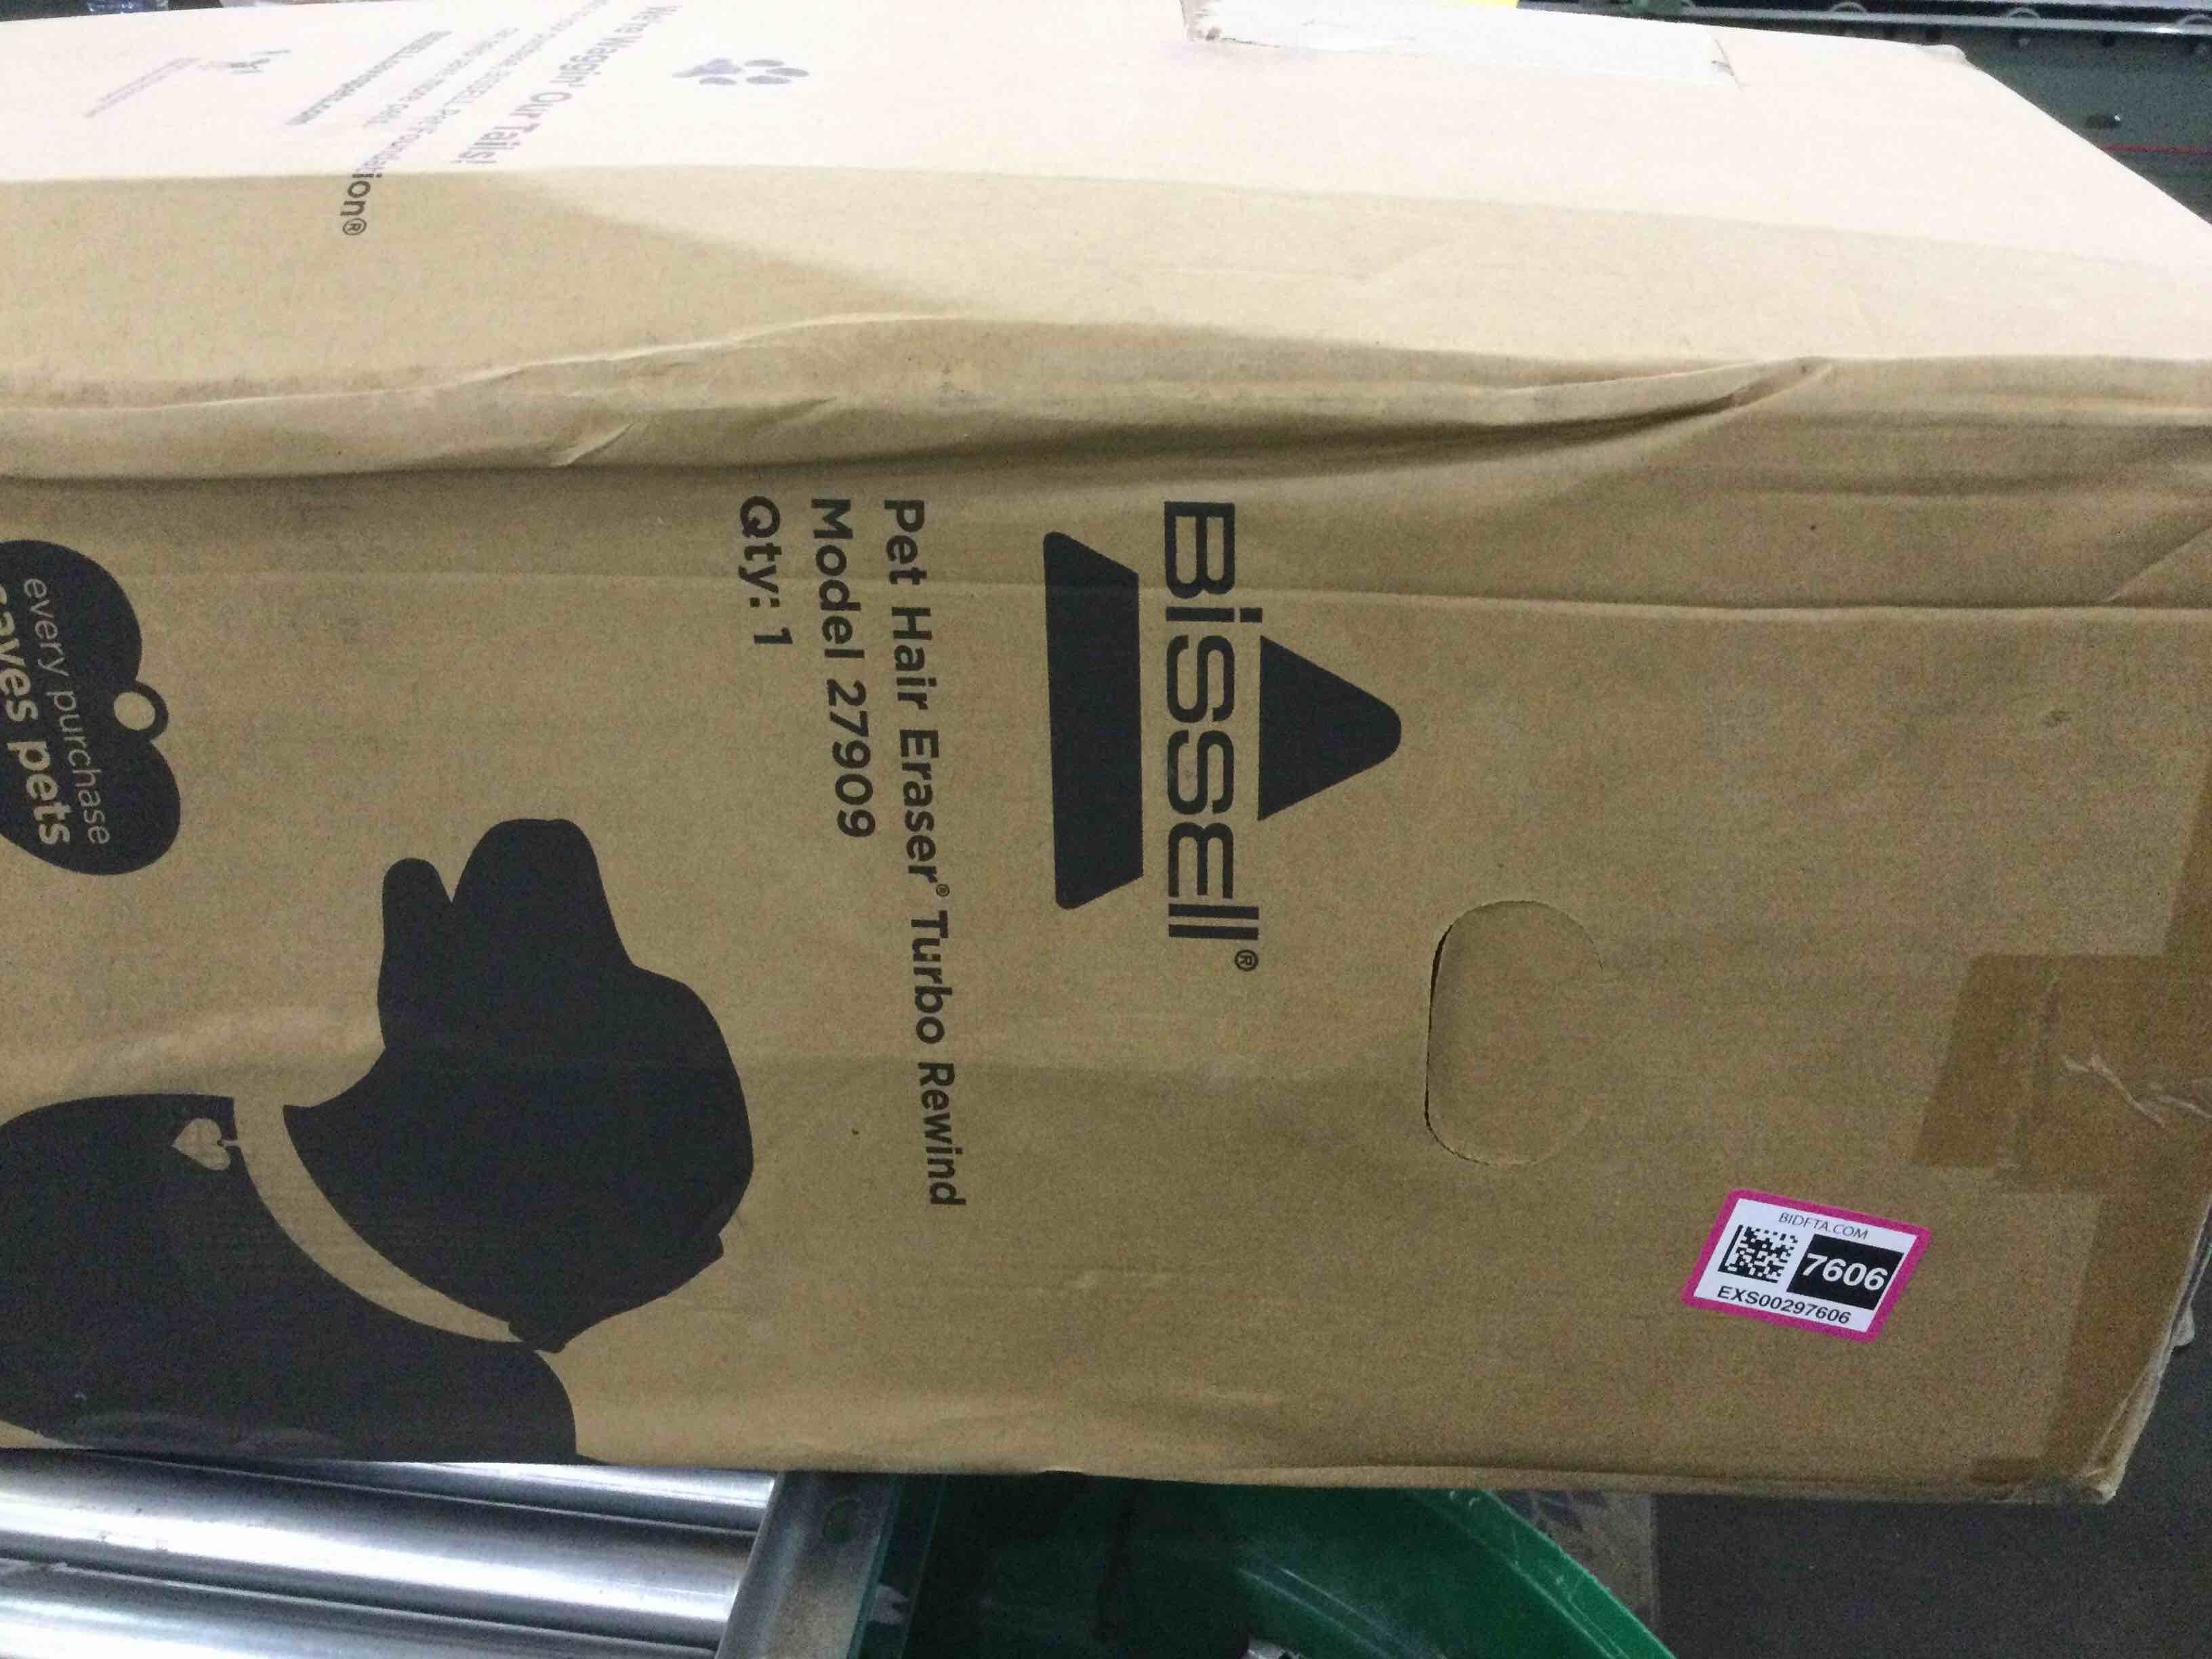 BISSELL®
Pet Hair Eraser® Turbo Rewind
Model 27909
Qty: 1
every purchase
saves pets
We're Waggin' Our Tails!
BIDFTA.COM
7606
EXS00297606